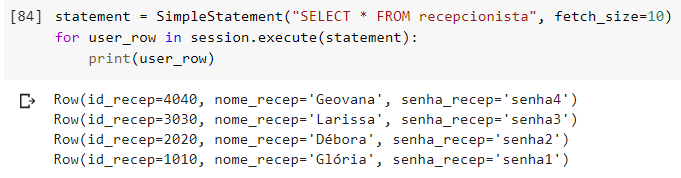 [84] statement = SimpleStatement("SELECT * FROM recepcionista", fetch_size=10)
for user_row in session.execute(statement):
    print(user_row)
Row(id_recep=4040, nome_recep='Geovana', senha_recep='senha4')
Row(id_recep=3030, nome_recep='Larissa', senha_recep='senha3')
Row(id_recep=2020, nome_recep='Débora', senha_recep='senha2')
Row(id_recep=1010, nome_recep='Glória', senha_recep='senha1')